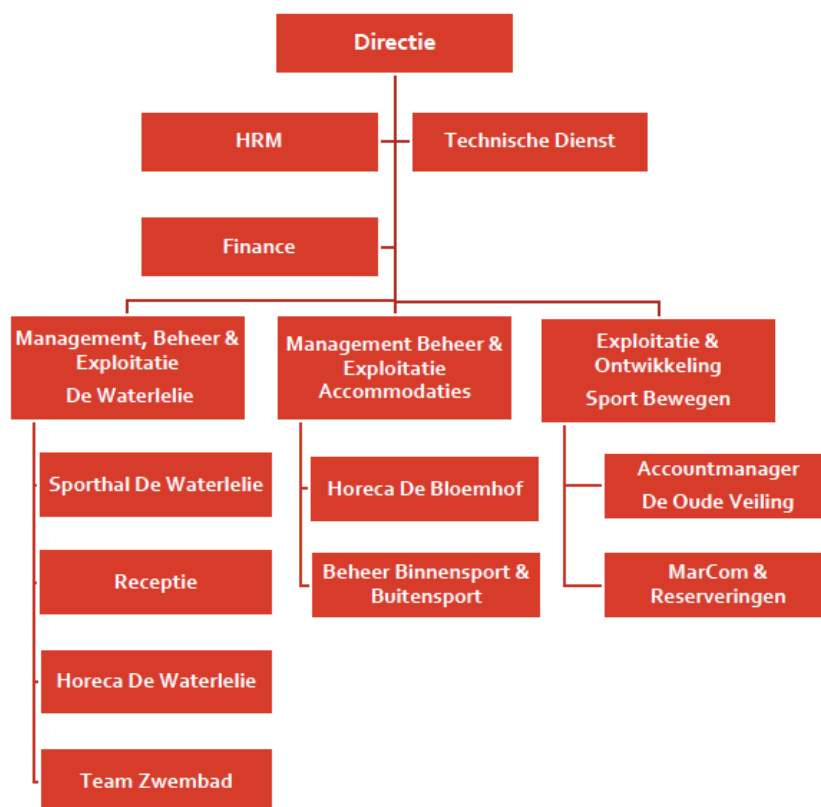 Directie
HRM
Technische Dienst
Finance
Management, Beheer &
Exploitatie
De Waterlelie
Management Beheer &
Exploitatie
Accommodaties
Exploitatie &
Ontwikkeling
Sport Bewegen
Sporthal De Waterlelie
Receptie
Horeca De Waterlelie
Team Zwembad
Horeca De Bloemhof
Beheer Binnensport &
Buitensport
Accountmanager
De Oude Veiling
MarCom &
Reserveringen